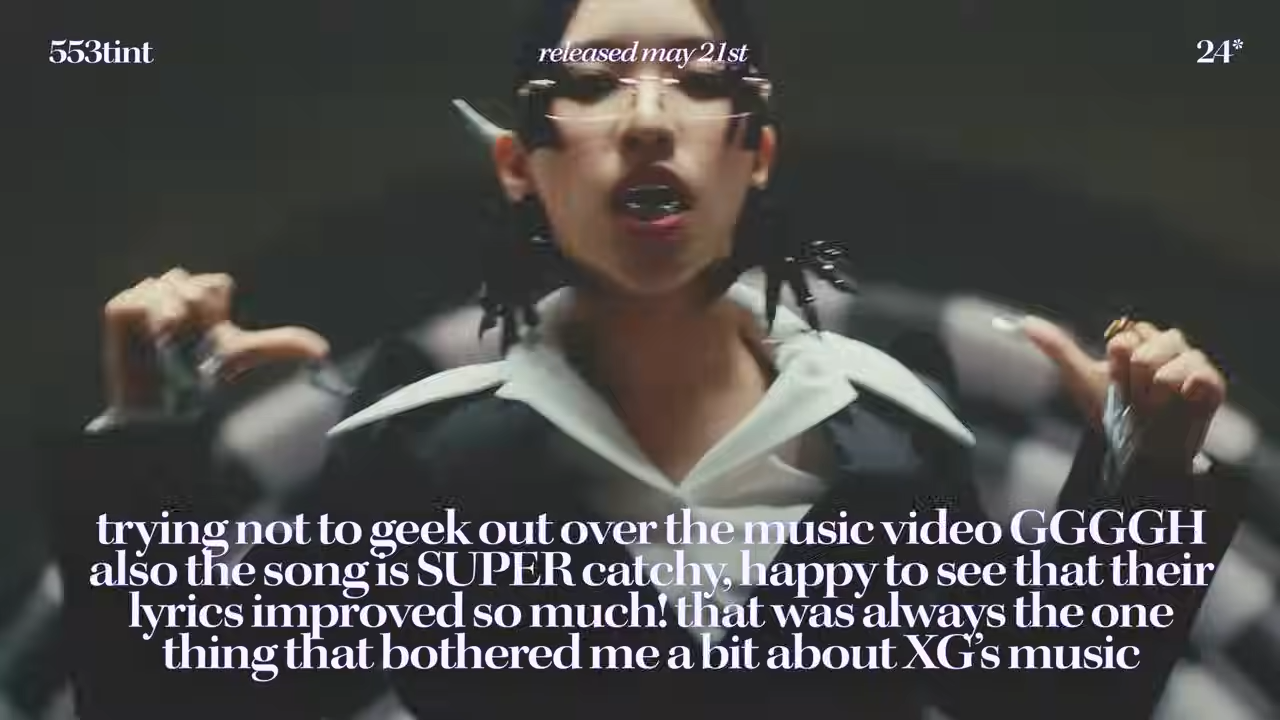 553tint
released may 21st
24*
trying not to geek out over the music video GGGGH
also the song is SUPER catchy, happy to see that their
lyrics improved so much! that was always the one
thing that bothered me a bit about XG's music